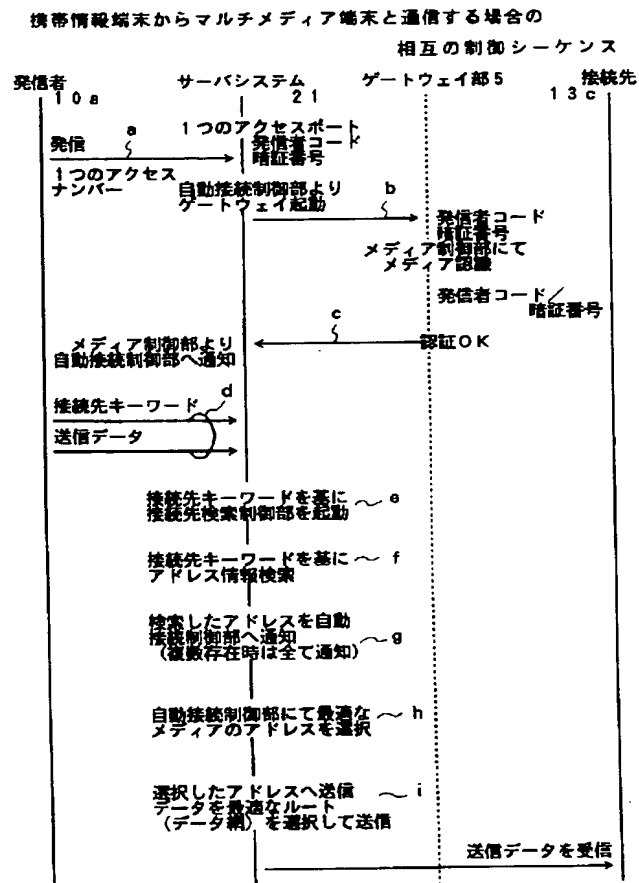 携帯情報端末からマルチメディア端末と通信する場合の
相互の制御シーケンス
発信者
サーバシステム
ゲートウェイ部5
接続先
10a
21
13c
a
発信
1つのアクセスポート
発信者コード
暗証番号
1つのアクセス
ナンバー
自動接続制御部より
ゲートウェイ起動
b
発信者コード
暗証番号
メディア制御部にて
メディア認識
発信者コード/
暗証番号
c
認証OK
メディア制御部より
自動接続制御部へ通知
接続先キーワード
d
送信データ
接続先キーワードを基に
接続先検索制御部を起動
e
接続先キーワードを基に
アドレス情報検索
f
検索したアドレスを自動
接続制御部へ通知
(複数存在時は全て通知)
g
自動接続制御部にて最適な
メディアのアドレスを選択
h
選択したアドレスへ送信
データを最適なルート
(データ網)を選択して送信
i
送信データを受信